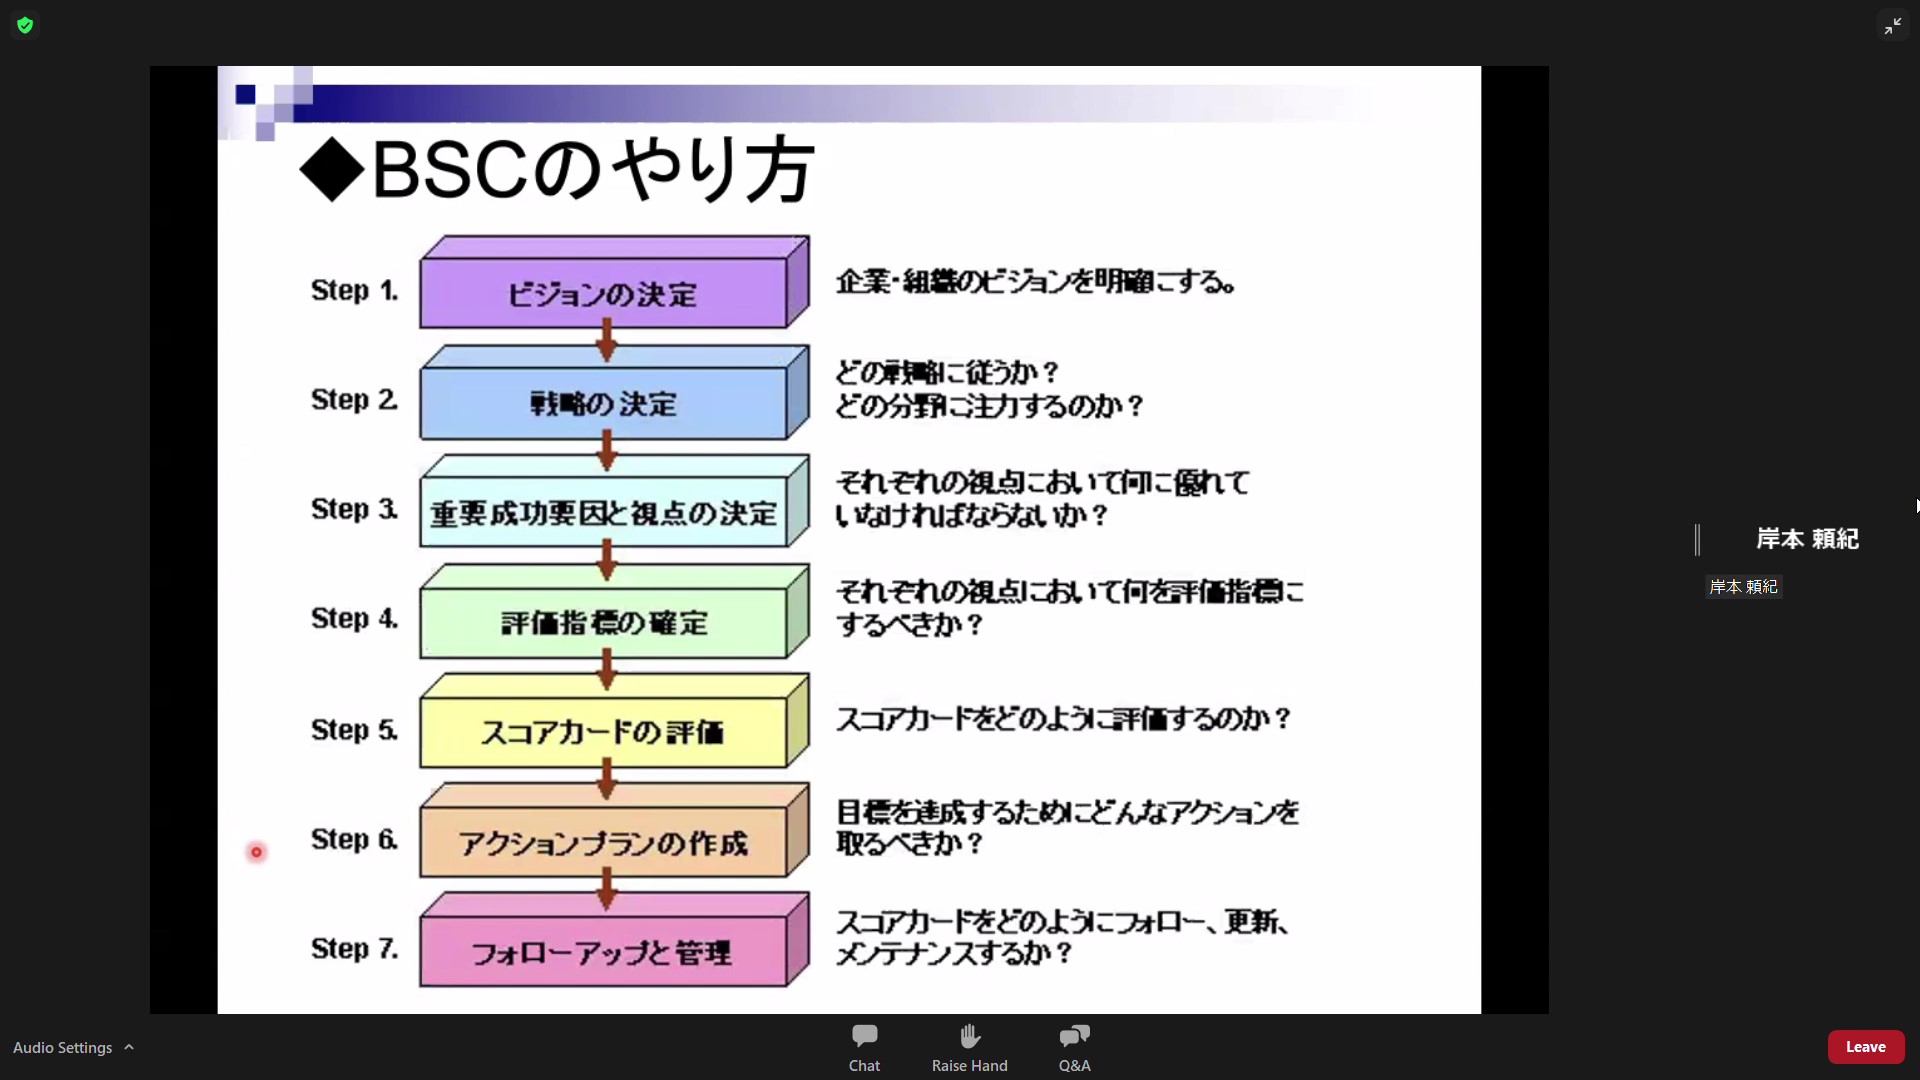 ◆BSCのやり方
Step 1.
ビジョンの決定
企業・組織のビジョンを明確にする。
Step 2.
戦略の決定
どの戦略に従うか？
どの分野に注力するのか？
Step 3.
重要成功要因と視点の決定
それぞれの視点において何に優れて
いなければならないか？
Step 4.
評価指標の確定
それぞれの視点において何を評価指標に
するべきか？
Step 5.
スコアカードの評価
スコアカードをどのように評価するのか？
Step 6.
アクションプランの作成
目標を達成するためにどんなアクションを
取るべきか？
Step 7.
フォローアップと管理
スコアカードをどのようにフォロー、更新、
メンテナンスするか？
岸本 頼紀
岸本 頼紀
Audio Settings
Chat
Raise Hand
Q&A
Leave